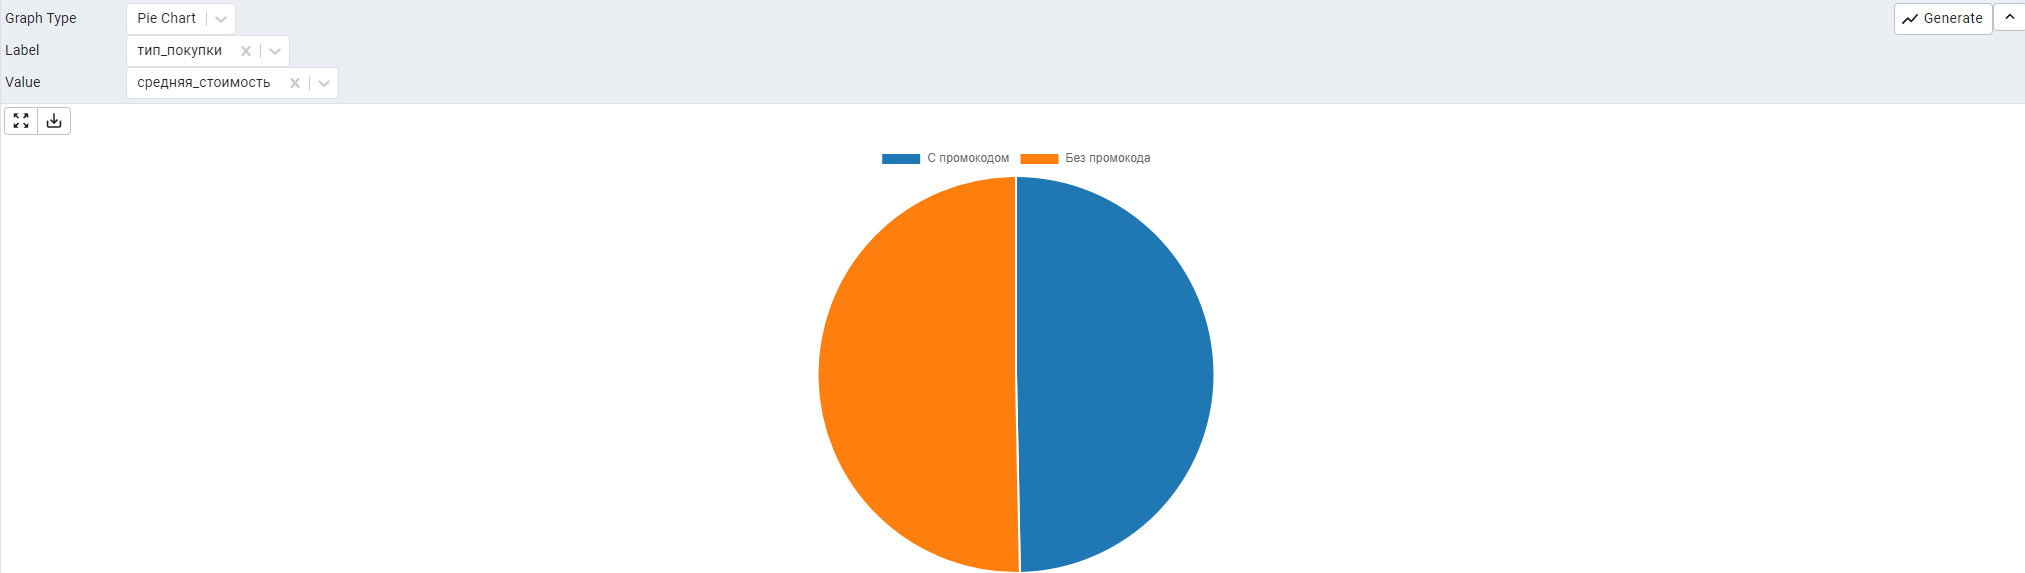 Graph Type Pie Chart Generate
Label тип_покупки
Value средняя_стоимость
С промокодом Без промокода